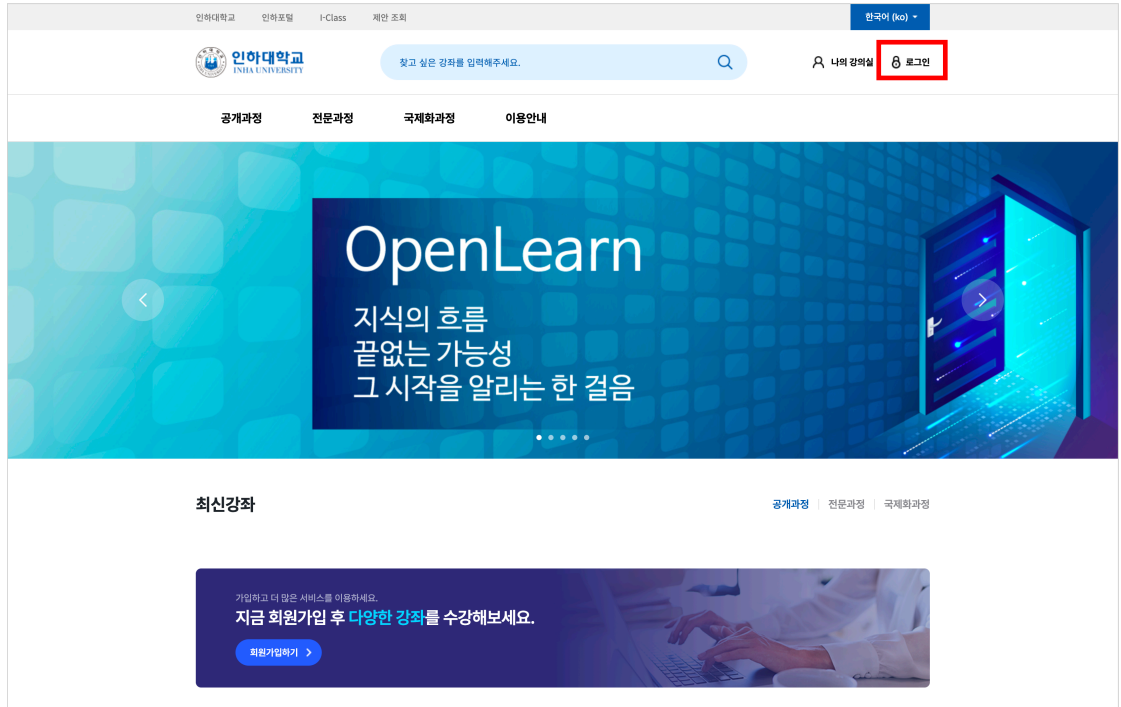 인하대학교 인하포털 I-Class 제안 조회 한국어 (ko)
인하대학교
INHA UNIVERSITY
찾고 싶은 강좌를 입력해주세요.
나의 강의실 로그인
공개과정 전문과정 국제화과정 이용안내
OpenLearn
지식의 흐름
끝없는 가능성
그 시작을 알리는 한 걸음
최신강좌
공개과정 전문과정 국제화과정
가입하고 더 많은 서비스를 이용하세요.
지금 회원가입 후 다양한 강좌를 수강해보세요.
회원가입하기